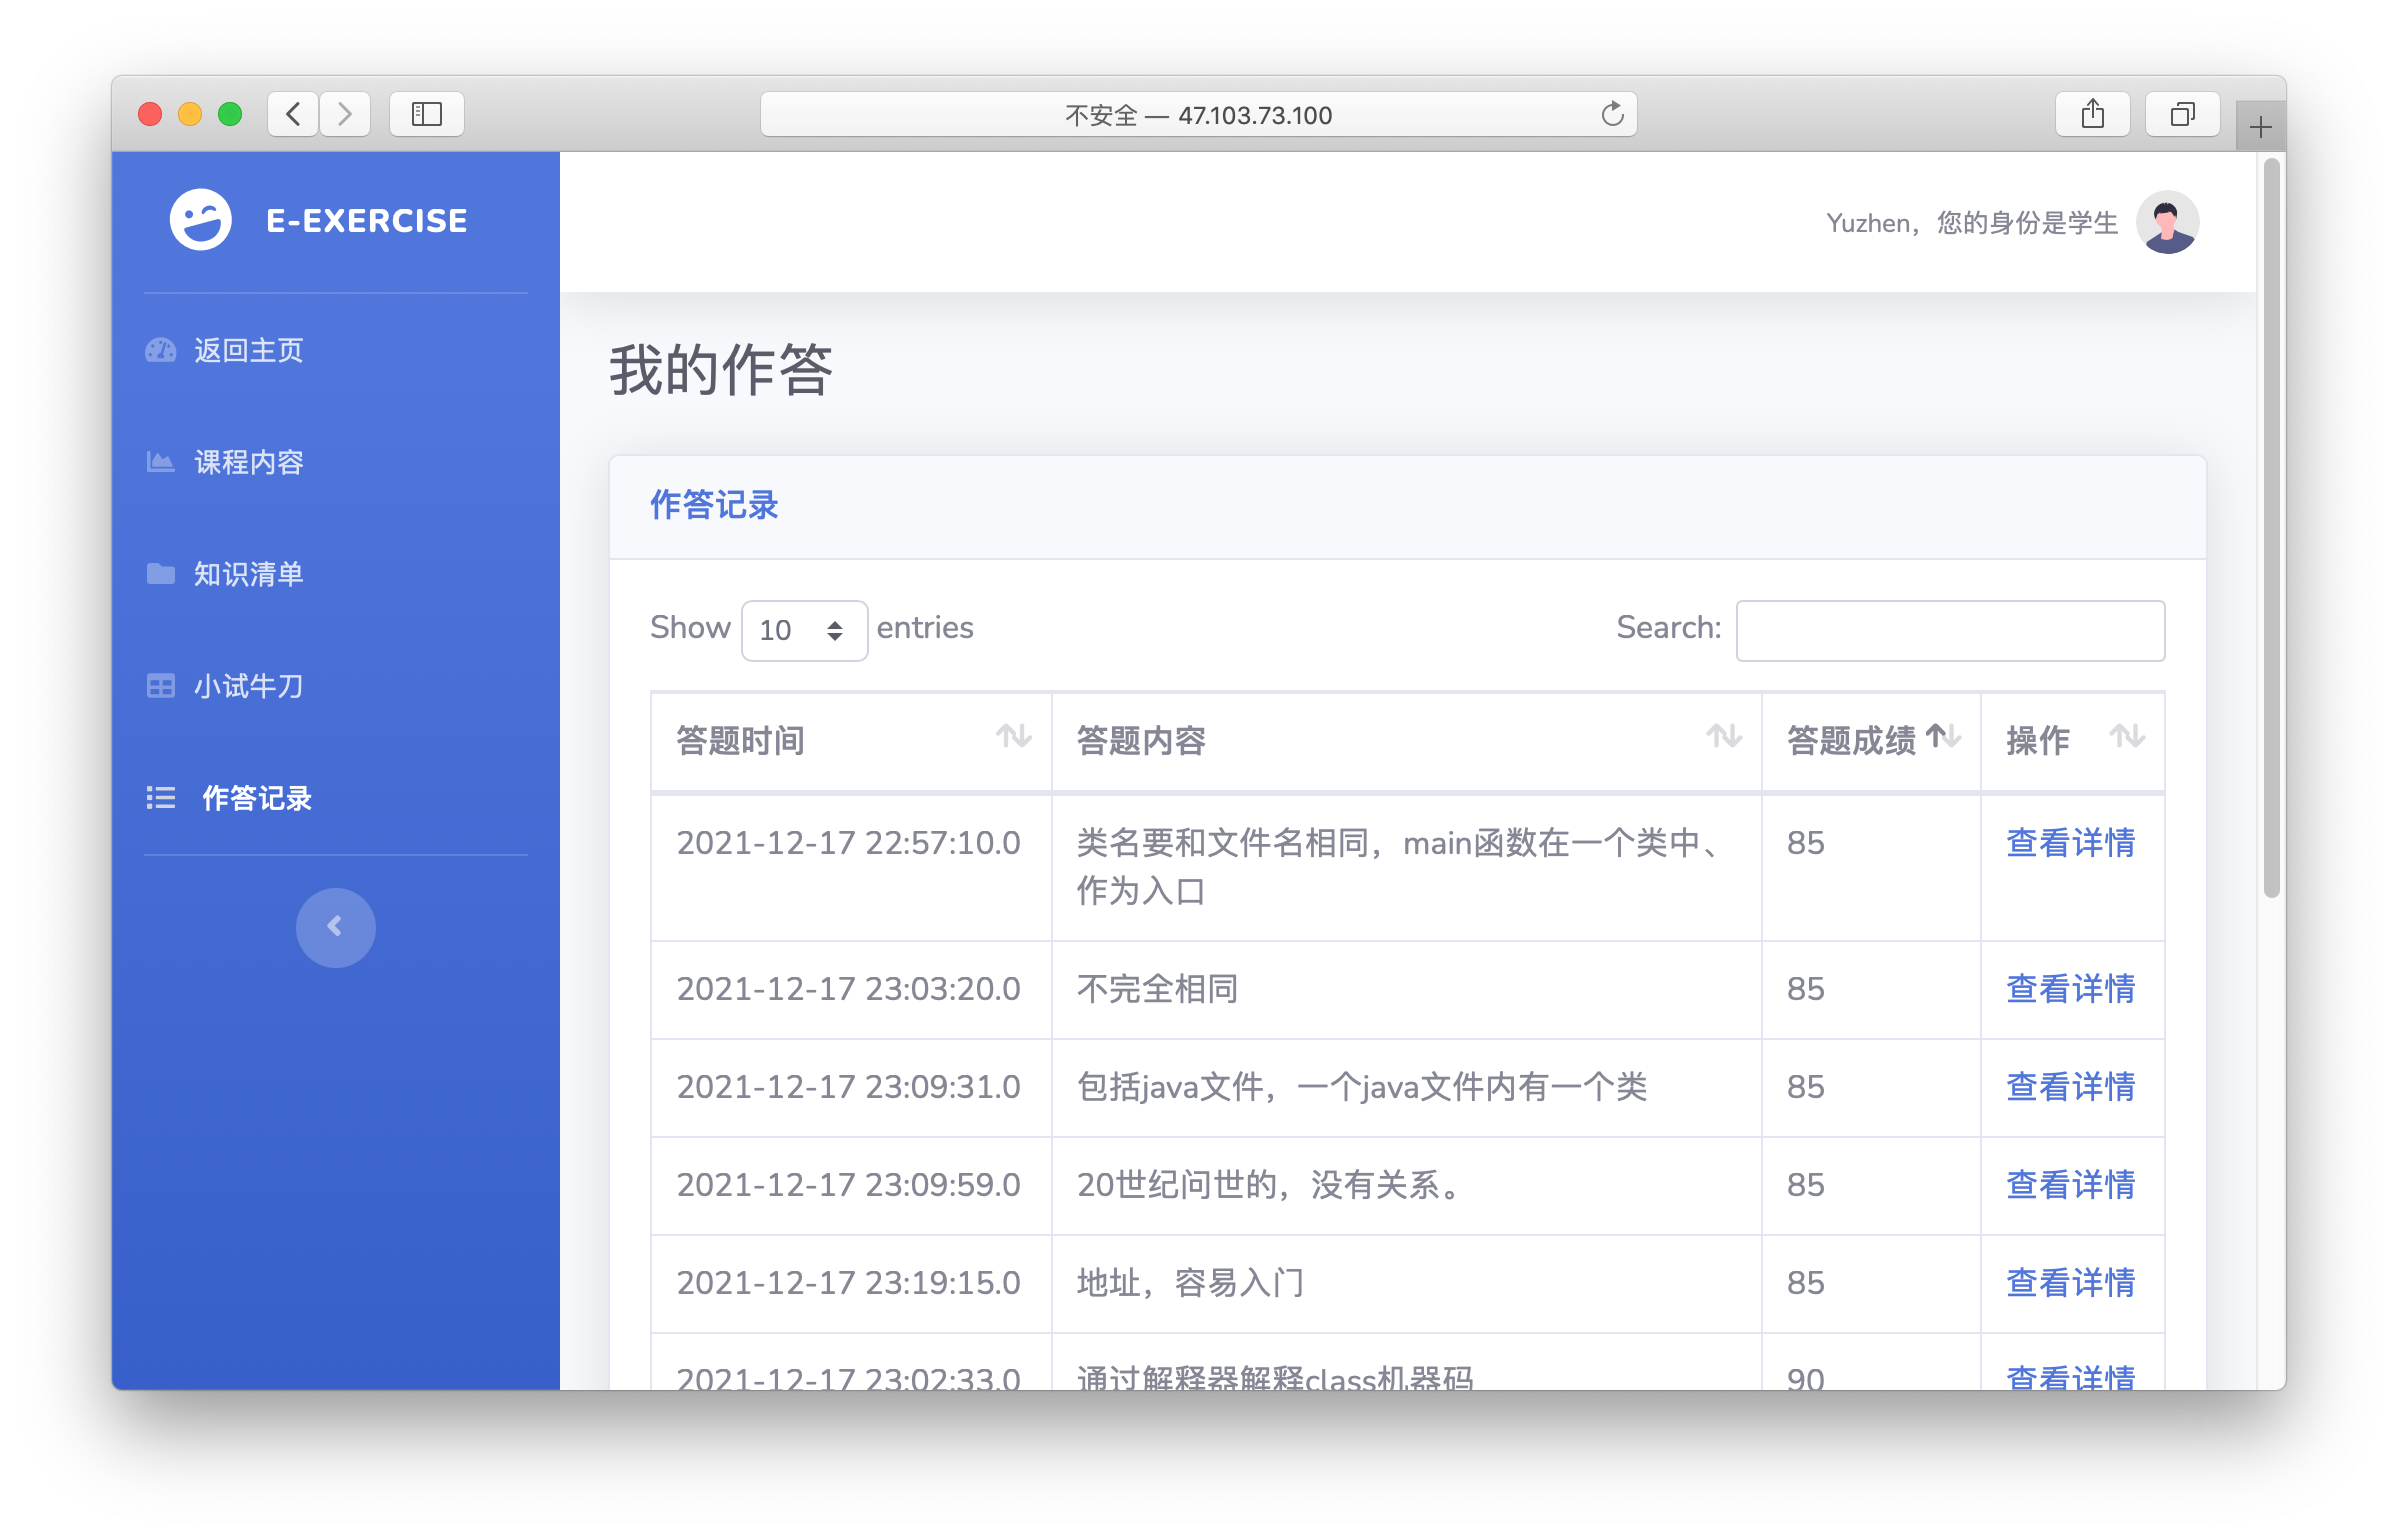 不安全 — 47.103.73.100
E-EXERCISE
Yuzhen，您的身份是学生
返回主页
课程内容
知识清单
小试牛刀
作答记录
我的作答
作答记录
Show 10 entries
Search:
答题时间 答题内容 答题成绩 操作
2021-12-17 22:57:10.0 类名要和文件名相同，main函数在一个类中、 85 查看详情
作为入口
2021-12-17 23:03:20.0 不完全相同 85 查看详情
2021-12-17 23:09:31.0 包括java文件，一个java文件内有一个类 85 查看详情
2021-12-17 23:09:59.0 20世纪问世的，没有关系。 85 查看详情
2021-12-17 23:19:15.0 地址，容易入门 85 查看详情
2021-12-17 23:02:33.0 通过解释器解释class机器码 90 查看详情